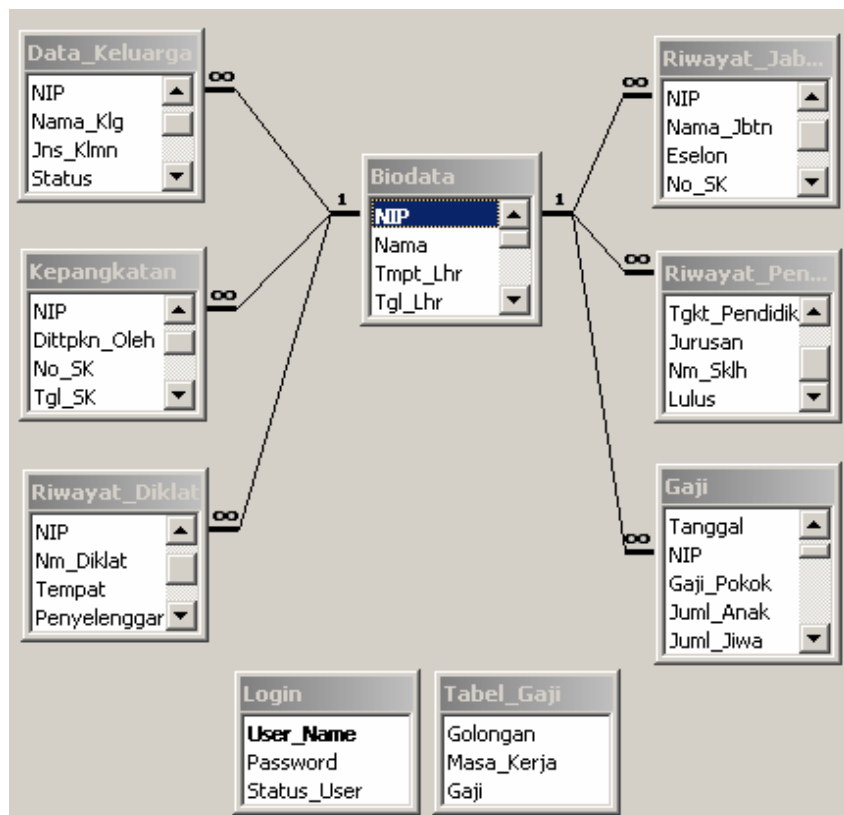 Data_Keluarga
NIP
Nama_Klg
Jns_Klmn
Status
∞
Kepangkatan
NIP
Dittpkn_Oleh
No_SK
Tgl_SK
∞
Riwayat_Diklat
NIP
Nm_Diklat
Tempat
Penyelenggar
∞
1
Biodata
NIP
Nama
Tmpt_Lhr
Tgl_Lhr
1
∞
Riwayat_Jab...
NIP
Nama_Jbtn
Eselon
No_SK
∞
Riwayat_Pen...
Tgkt_Pendidik
Jurusan
Nm_Sklh
Lulus
∞
Gaji
Tanggal
NIP
Gaji_Pokok
Juml_Anak
Juml_Jiwa
Login
User_Name
Password
Status_User
Tabel_Gaji
Golongan
Masa_Kerja
Gaji